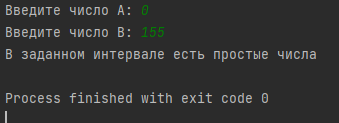 Введите число A: 0
Введите число B: 155
В заданном интервале есть простые числа
Process finished with exit code 0